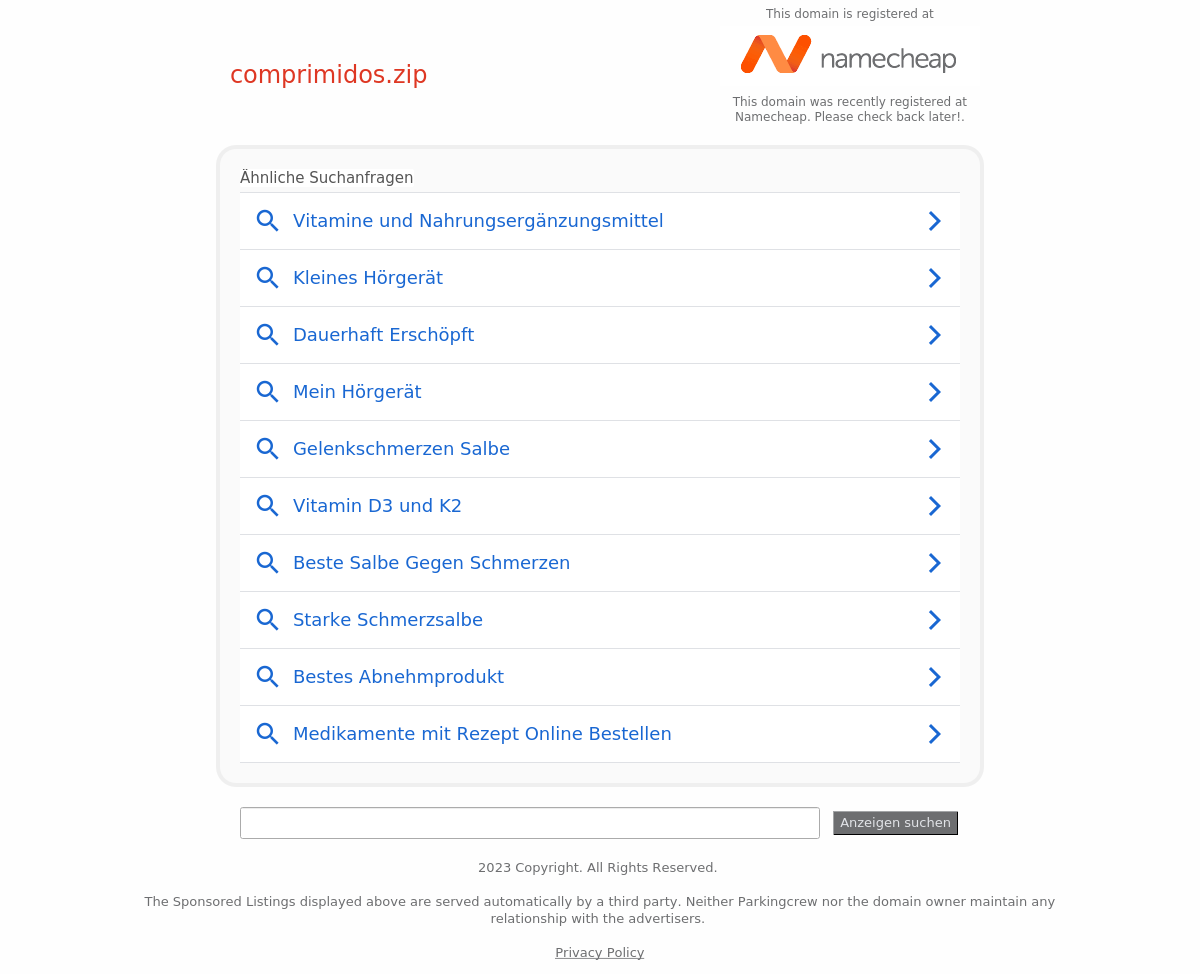 This domain is registered at
namecheap
comprimidos.zip
This domain was recently registered at
Namecheap. Please check back later!.
Ähnliche Suchanfragen
Vitamine und Nahrungsergänzungsmittel
Kleines Hörgerät
Dauerhaft Erschöpft
Mein Hörgerät
Gelenkschmerzen Salbe
Vitamin D3 und K2
Beste Salbe Gegen Schmerzen
Starke Schmerzsalbe
Bestes Abnehmprodukt
Medikamente mit Rezept Online Bestellen
Anzeigen suchen
2023 Copyright. All Rights Reserved.
The Sponsored Listings displayed above are served automatically by a third party. Neither Parkingcrew nor the domain owner maintain any
relationship with the advertisers.
Privacy Policy